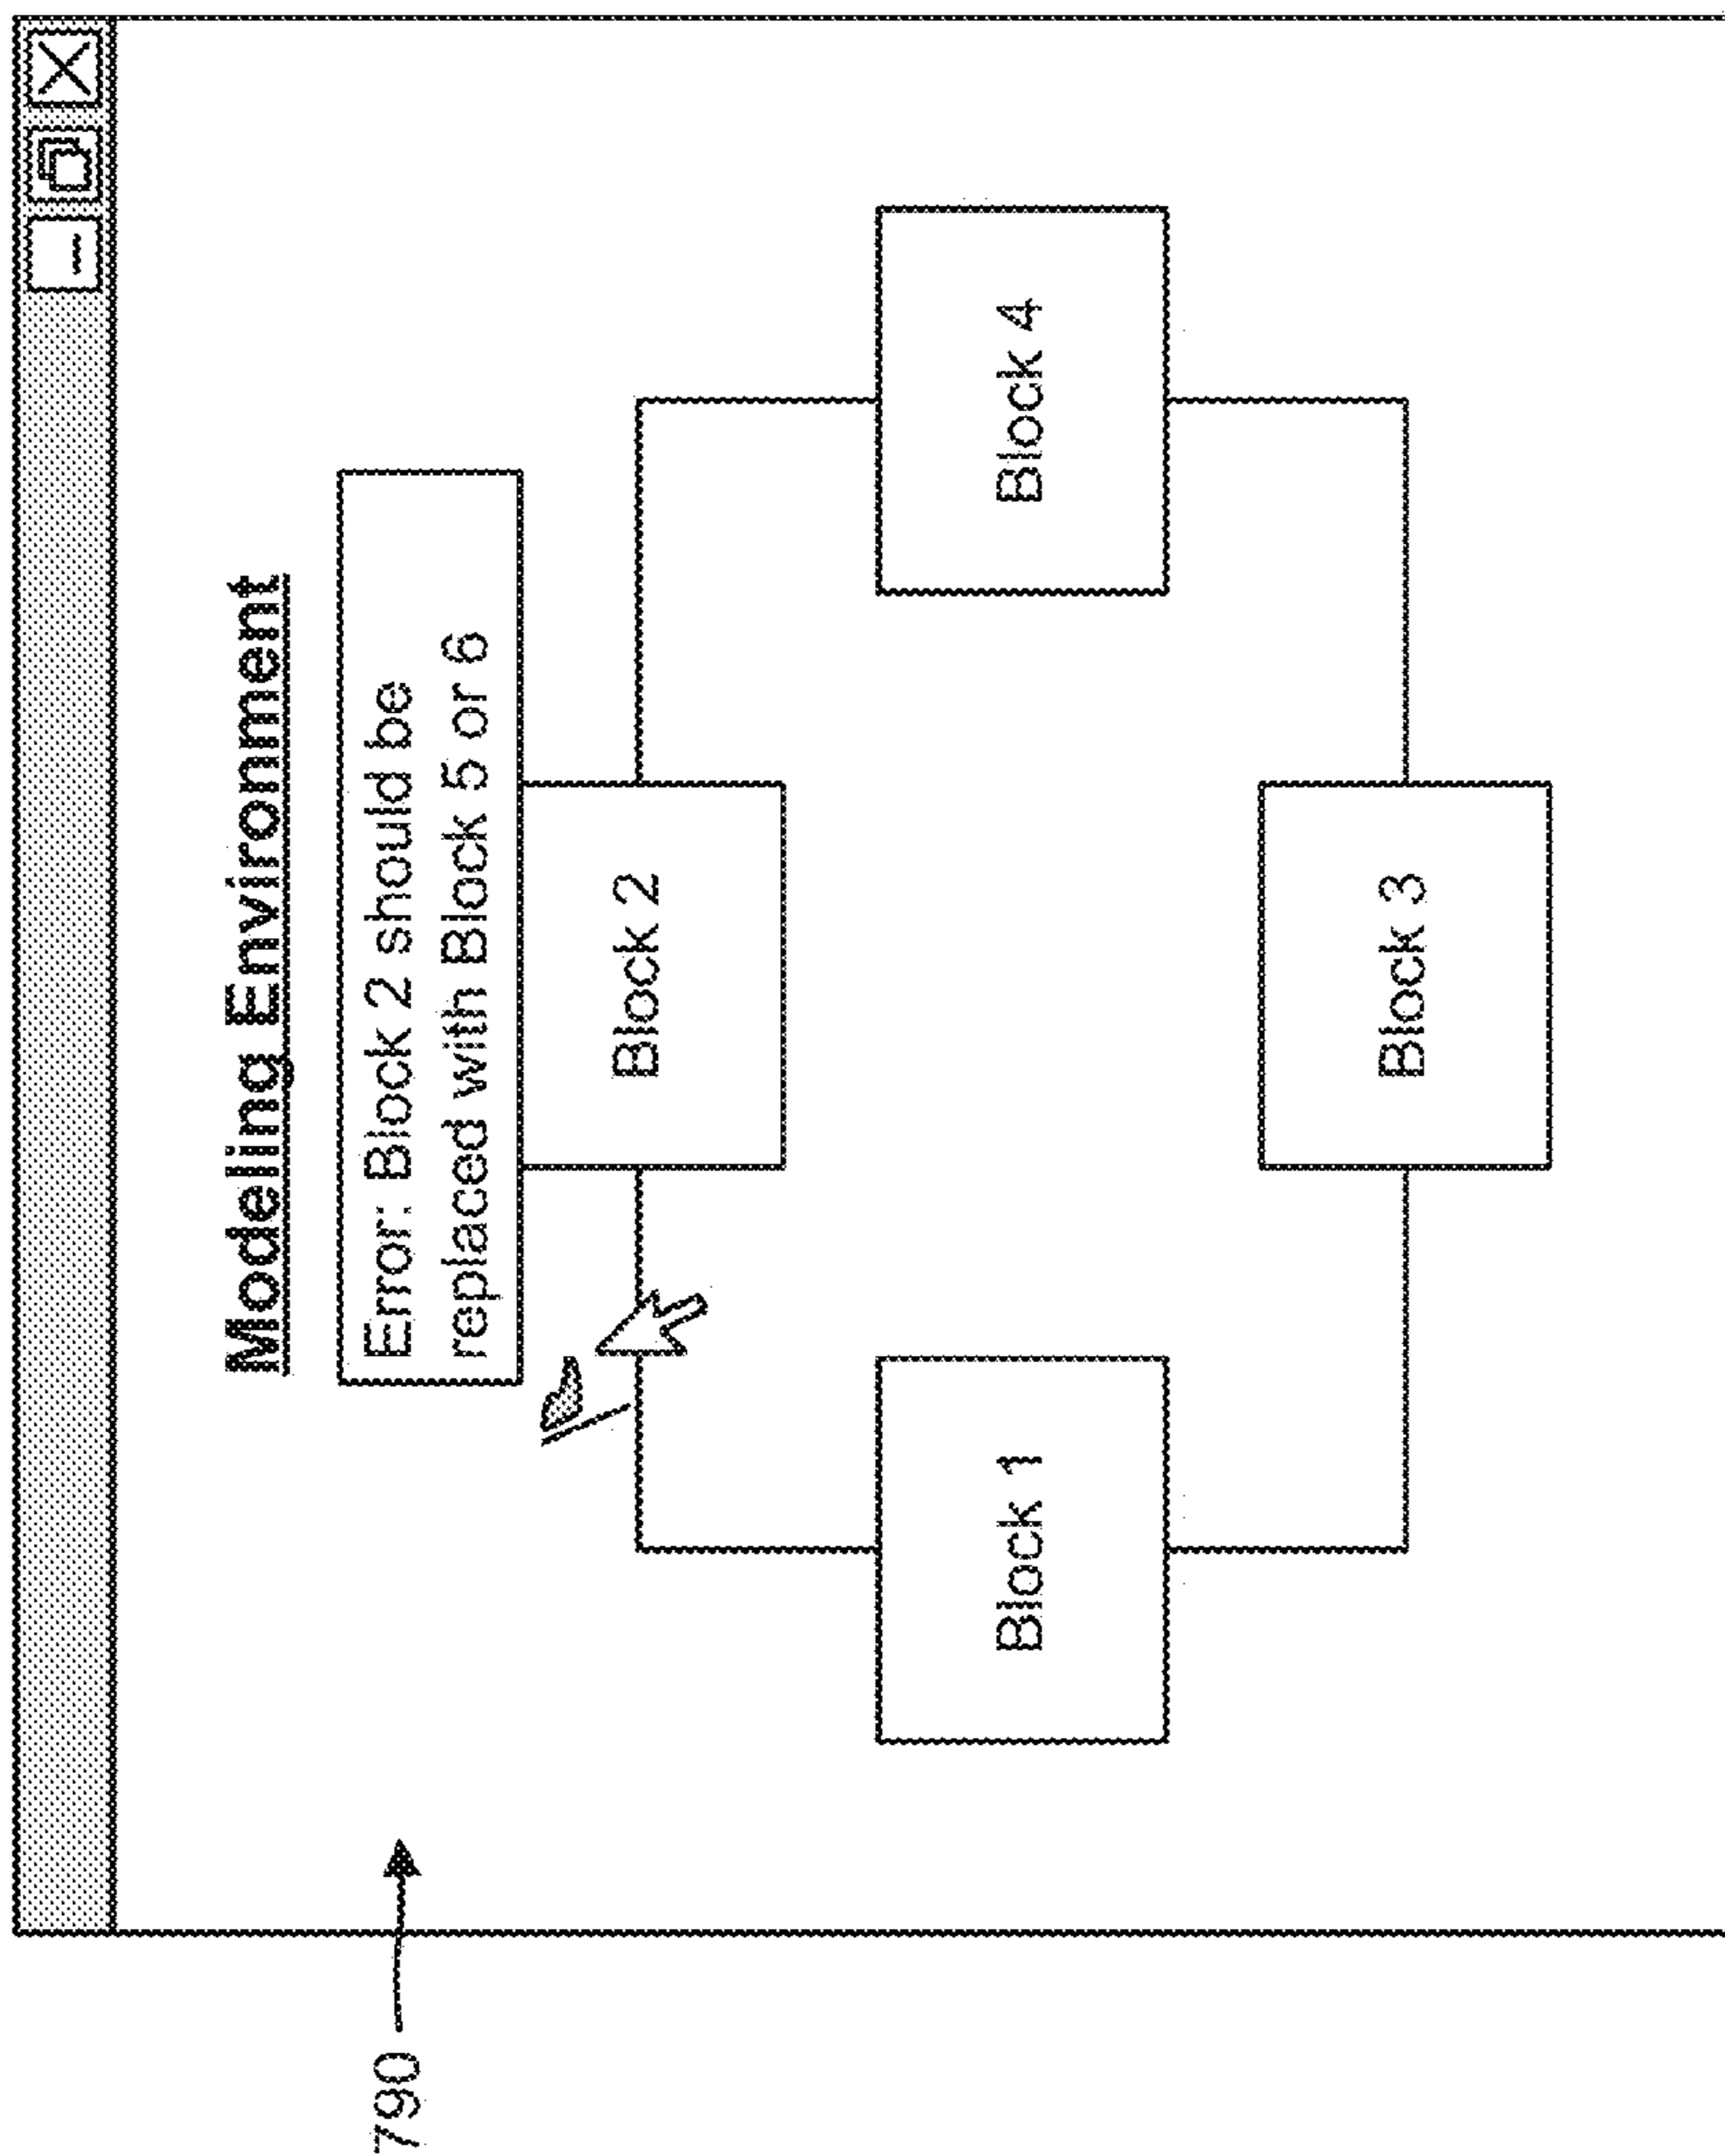 Modeling Environment
Error: Block 2 should be
replaced with Block 5 or 6
Block 2
Block 1
Block 4
Block 3
790